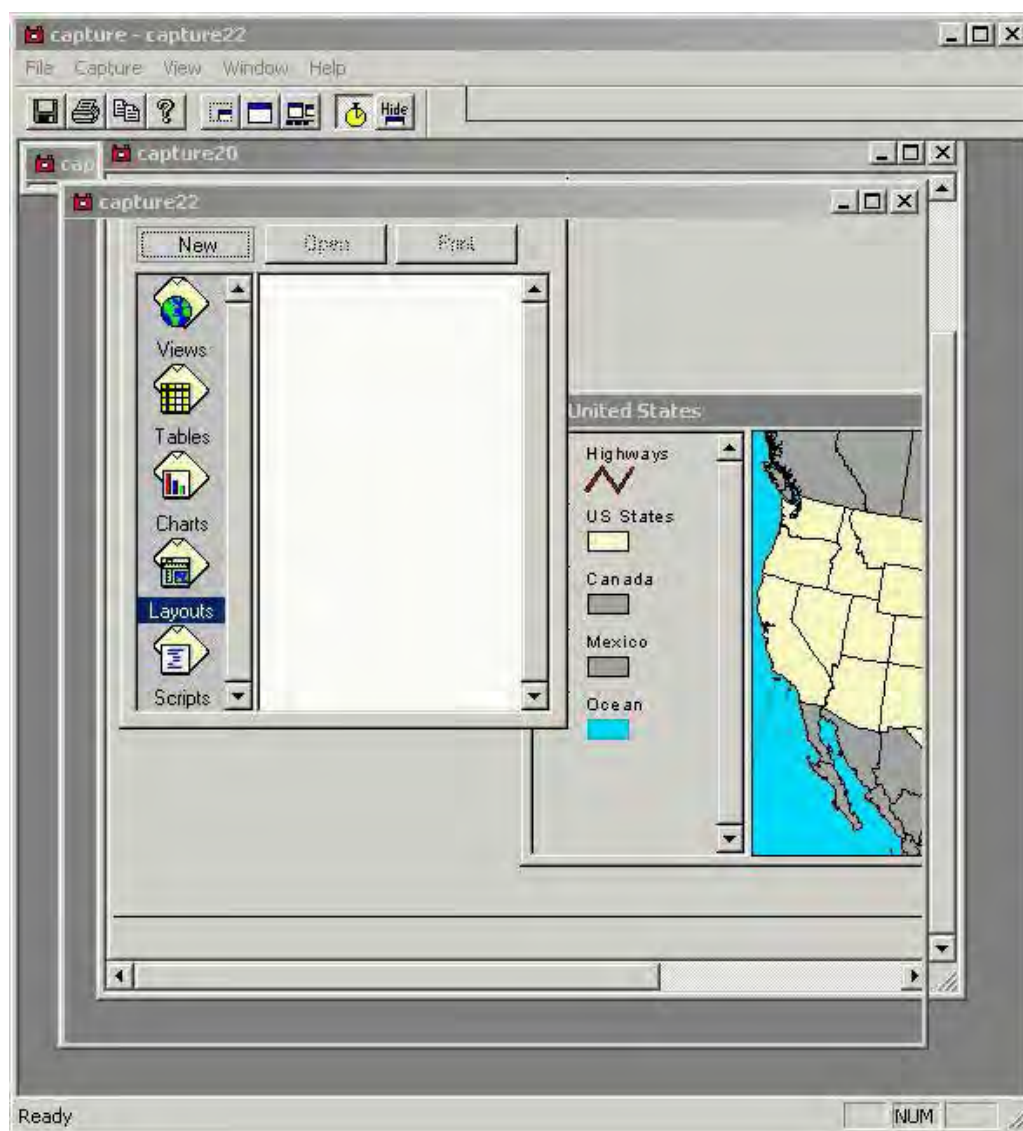 capture - capture22
File Capture View Window Help
Hide
cap
capture20
capture22
New Open Print
Views
Tables
Charts
Layouts
Scripts
United States
Highways
US States
Canada
Mexico
Ocean
Ready
NUM